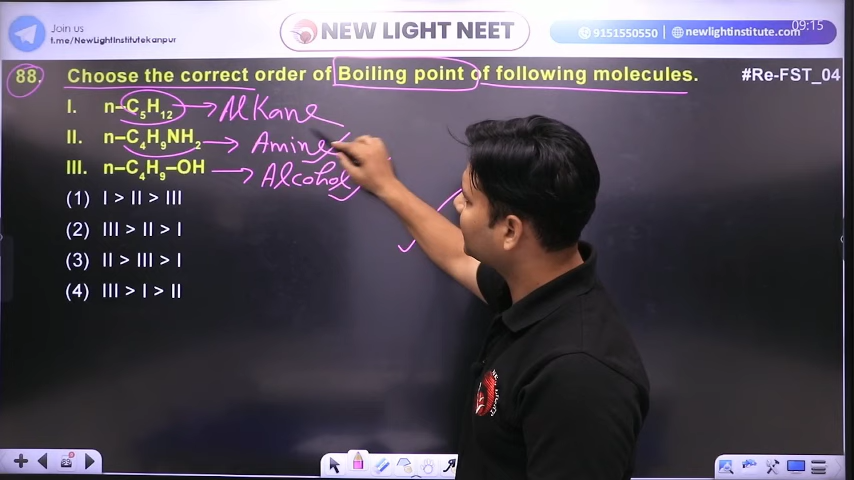 Join us
t.me/NewLightInstitutekanpur
NEW LIGHT NEET
9151550550 | newlightinstitute.com
09:15
88. Choose the correct order of Boiling point of following molecules. #Re-FST_04
I. n–C₅H₁₂ → Alkane
II. n–C₄H₉NH₂ → Amine
III. n–C₄H₉–OH → Alcohol
(1) I > II > III
(2) III > II > I
(3) II > III > I
(4) III > I > II